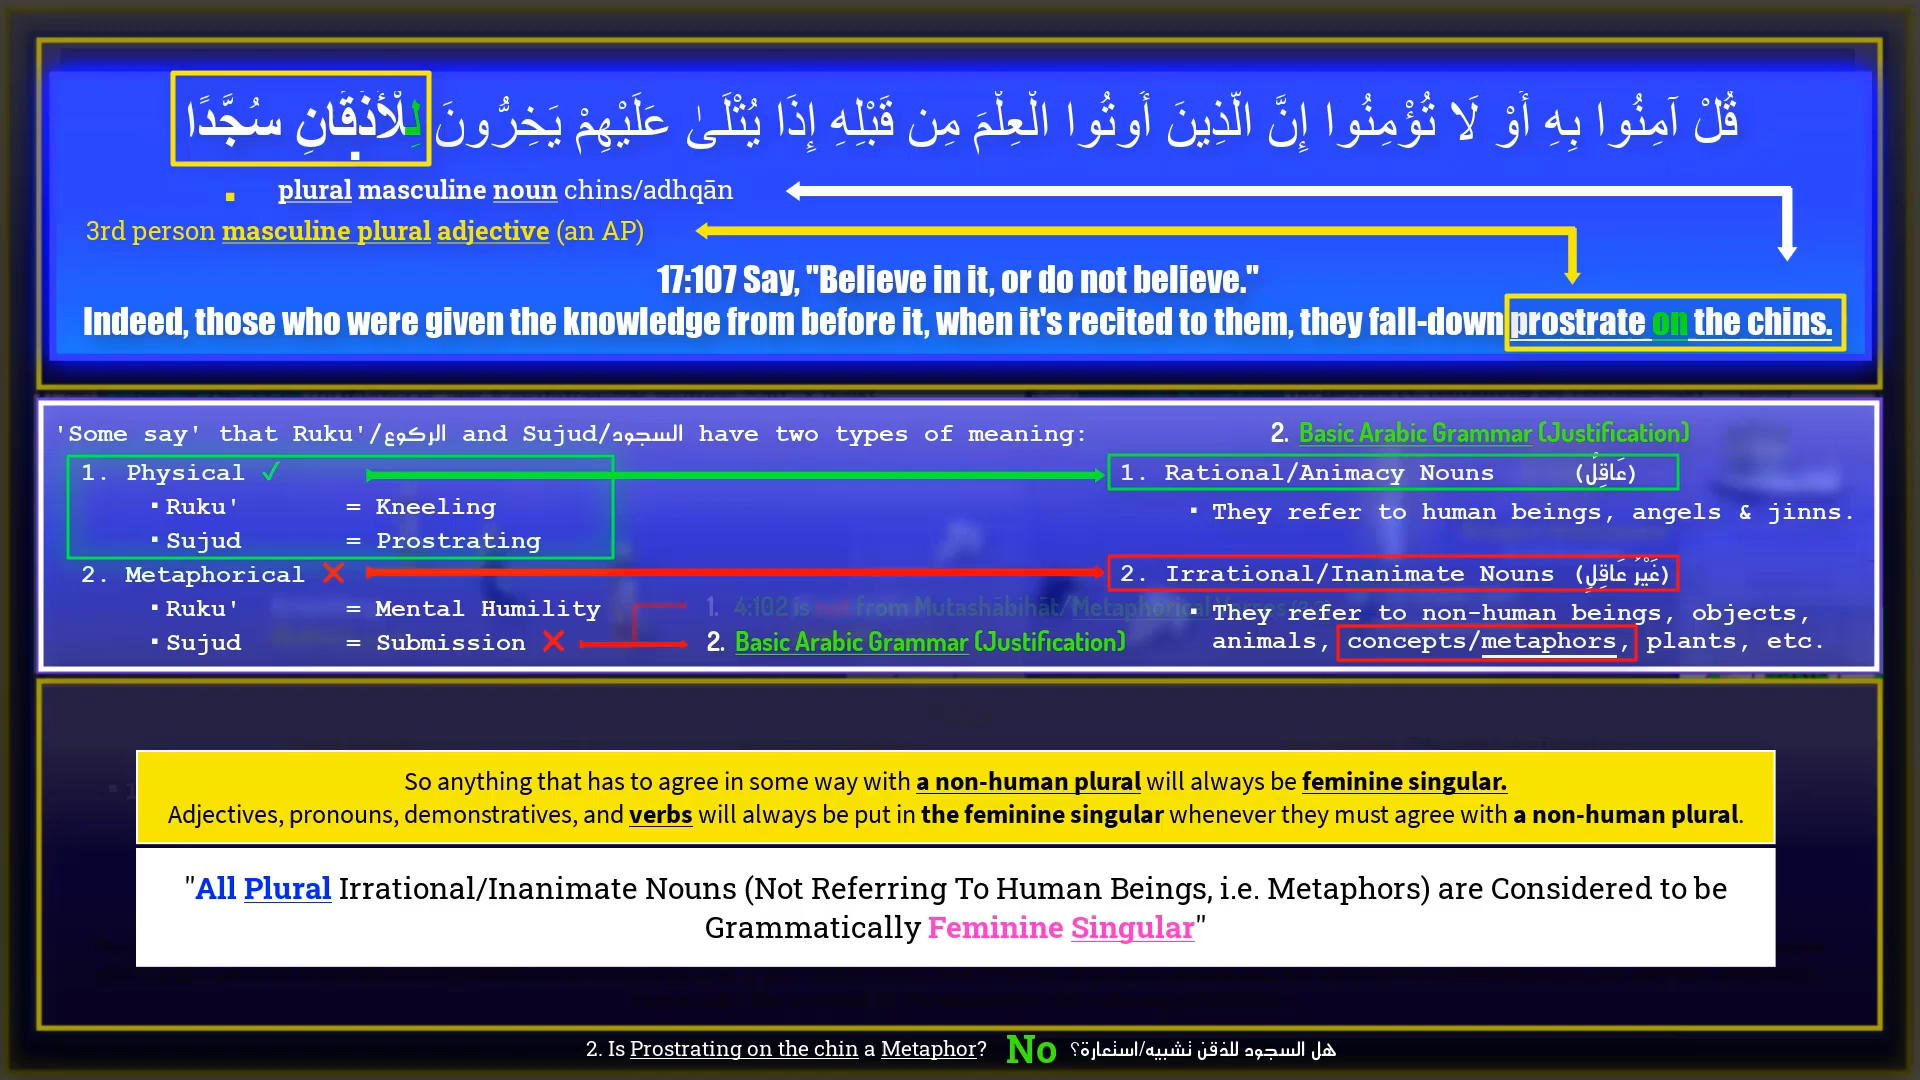 قُلْ آمِنُوا بِهِ أَوْ لَا تُؤْمِنُوا إِنَّ الَّذِينَ أُوتُوا الْعِلْمَ مِن قَبْلِهِ إِذَا يُتْلَىٰ عَلَيْهِمْ يَخِرُّونَ لِلْأَذْقَانِ سُجَّدًا
plural masculine noun chins/adhqān
3rd person masculine plural adjective (an AP)
17:107 Say, "Believe in it, or do not believe."
Indeed, those who were given the knowledge from before it, when it's recited to them, they fall-down prostrate on the chins.
'Some say' that Ruku'/الركوع and Sujud/السجود have two types of meaning:
1. Physical ✓
▪ Ruku' = Kneeling
▪ Sujud = Prostrating
2. Metaphorical ✕
▪ Ruku' = Mental Humility
▪ Sujud = Submission ✕
1. 4:102 is not from Mutashābihāt/Metaphorical Verses
2. Basic Arabic Grammar (Justification)
2. Basic Arabic Grammar (Justification)
1. Rational/Animacy Nouns (عَاقِلُ)
▪ They refer to human beings, angels & jinns.
2. Irrational/Inanimate Nouns (غَيْرُ عَاقِلِ)
▪ They refer to non-human beings, objects,
animals, concepts/metaphors, plants, etc.
So anything that has to agree in some way with a non-human plural will always be feminine singular.
Adjectives, pronouns, demonstratives, and verbs will always be put in the feminine singular whenever they must agree with a non-human plural.
"All Plural Irrational/Inanimate Nouns (Not Referring To Human Beings, i.e. Metaphors) are Considered to be
Grammatically Feminine Singular"
2. Is Prostrating on the chin a Metaphor? No هل السجود للذقن تشبيه/استعارة؟